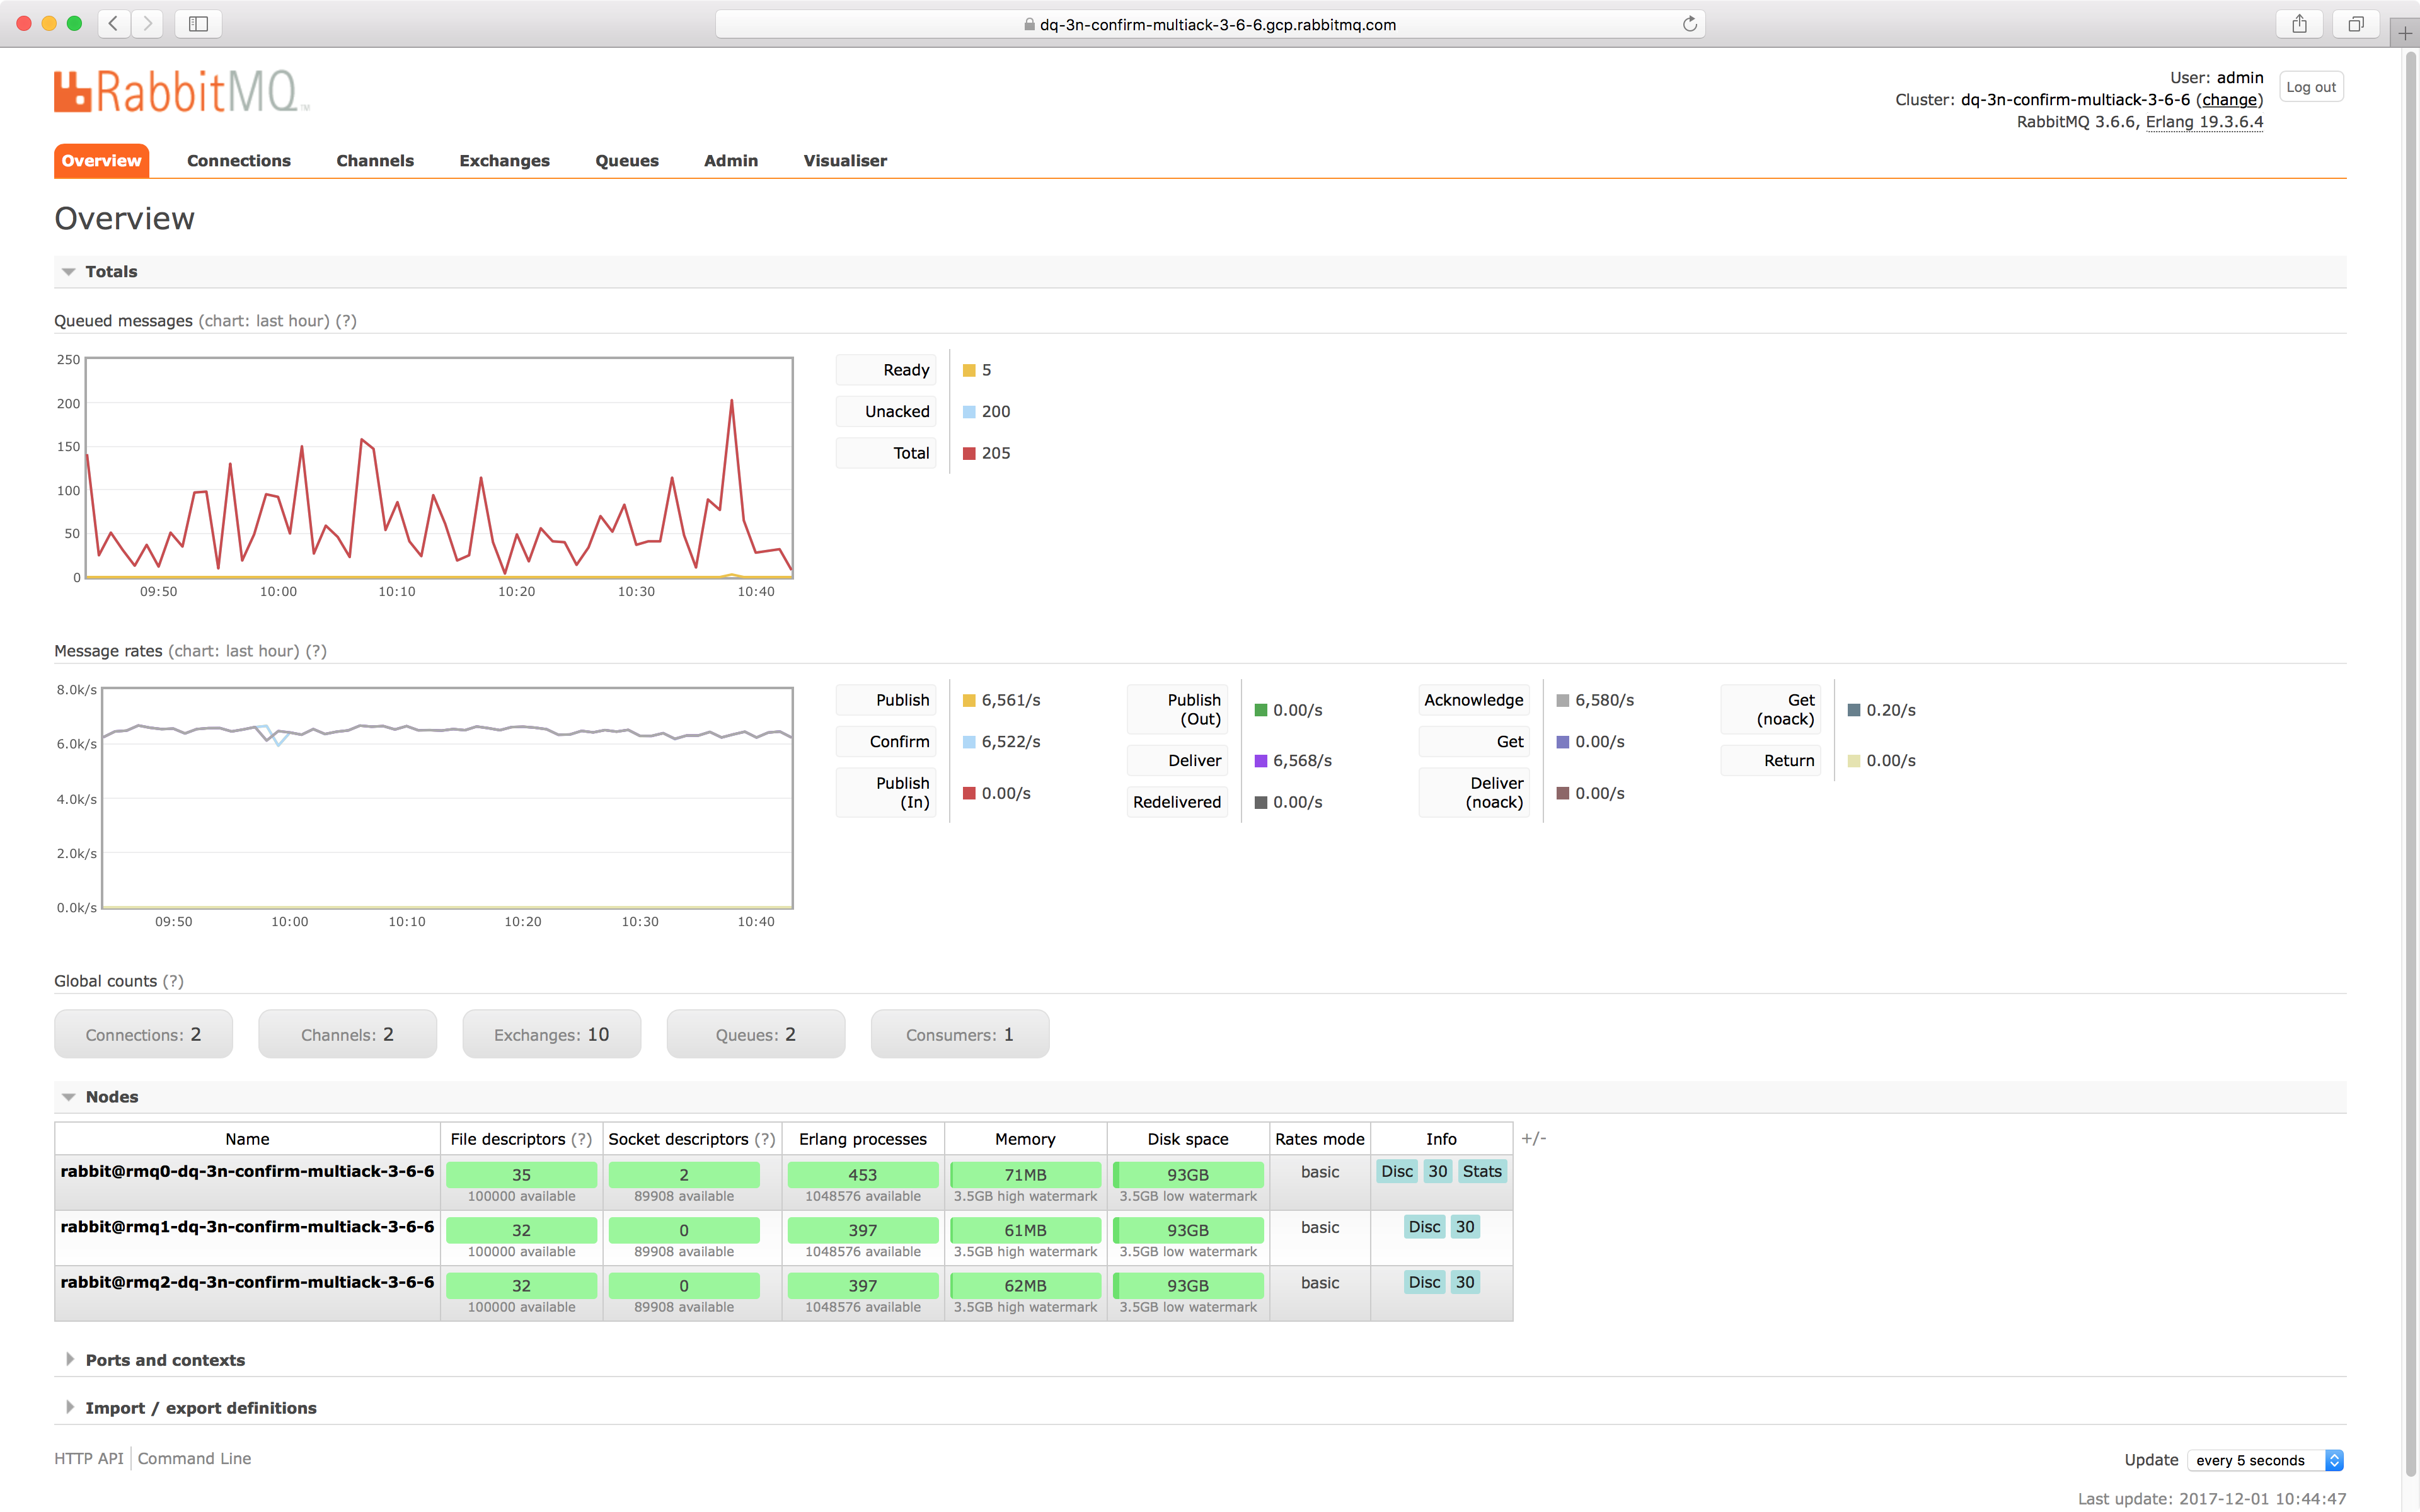 dq-3n-confirm-multiack-3-6-6.gcp.rabbitmq.com
RabbitMQ™
User: admin
Log out
Cluster: dq-3n-confirm-multiack-3-6-6 (change)
RabbitMQ 3.6.6, Erlang 19.3.6.4
Overview Connections Channels Exchanges Queues Admin Visualiser
Overview
Totals
Queued messages (chart: last hour) (?)
250
200
150
100
50
0
09:50 10:00 10:10 10:20 10:30 10:40
Ready 5
Unacked 200
Total 205
Message rates (chart: last hour) (?)
8.0k/s
6.0k/s
4.0k/s
2.0k/s
0.0k/s
09:50 10:00 10:10 10:20 10:30 10:40
Publish 6,561/s
Confirm 6,522/s
Publish
(In) 0.00/s
Publish
(Out) 0.00/s
Deliver 6,568/s
Redelivered 0.00/s
Acknowledge 6,580/s
Get 0.00/s
Deliver
(noack) 0.00/s
Get
(noack) 0.20/s
Return 0.00/s
Global counts (?)
Connections: 2 Channels: 2 Exchanges: 10 Queues: 2 Consumers: 1
Nodes
Name File descriptors (?) Socket descriptors (?) Erlang processes Memory Disk space Rates mode Info +/-
rabbit@rmq0-dq-3n-confirm-multiack-3-6-6 35 2 453 71MB 93GB basic Disc 30 Stats
100000 available 89908 available 1048576 available 3.5GB high watermark 3.5GB low watermark
rabbit@rmq1-dq-3n-confirm-multiack-3-6-6 32 0 397 61MB 93GB basic Disc 30
100000 available 89908 available 1048576 available 3.5GB high watermark 3.5GB low watermark
rabbit@rmq2-dq-3n-confirm-multiack-3-6-6 32 0 397 62MB 93GB basic Disc 30
100000 available 89908 available 1048576 available 3.5GB high watermark 3.5GB low watermark
Ports and contexts
Import / export definitions
HTTP API Command Line
Update every 5 seconds
Last update: 2017-12-01 10:44:47